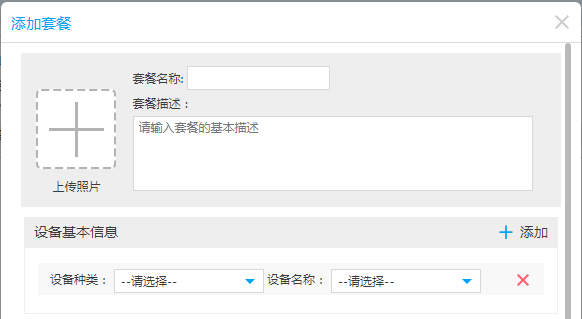 添加套餐
套餐名称:
套餐描述：
请输入套餐的基本描述
上传照片
设备基本信息 添加
设备种类： --请选择-- 设备名称： --请选择--